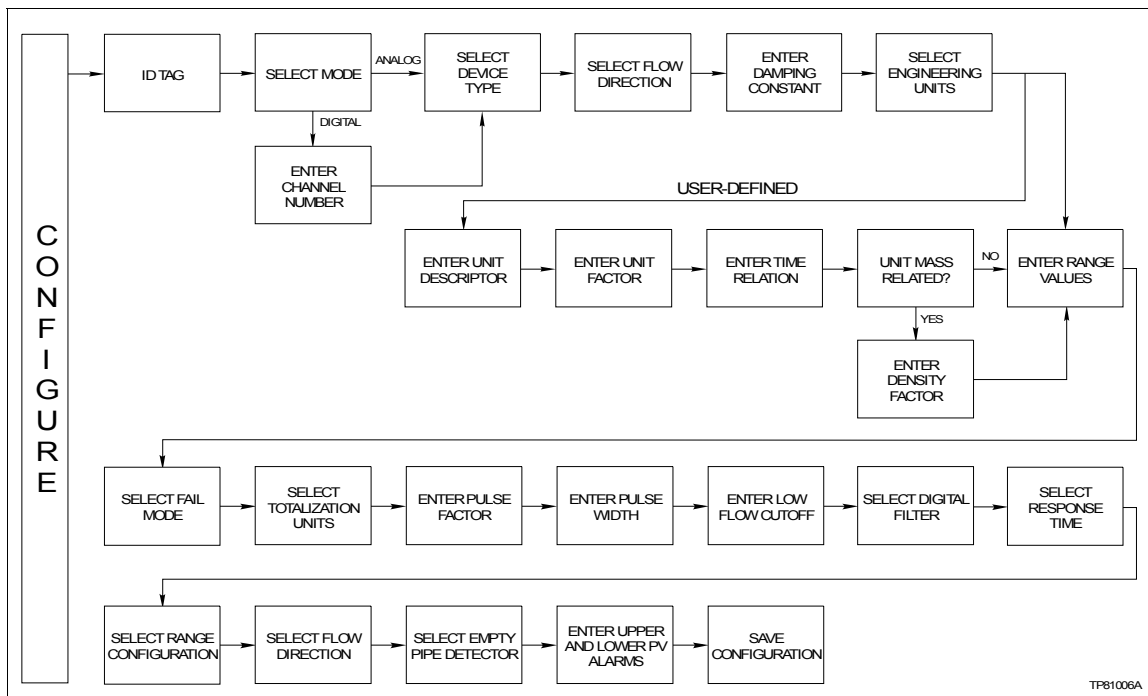 CONFIGURE
ID TAG
SELECT MODE
ANALOG
SELECT
DEVICE
TYPE
SELECT FLOW
DIRECTION
ENTER
DAMPING
CONSTANT
SELECT
ENGINEERING
UNITS
DIGITAL
ENTER
CHANNEL
NUMBER
USER-DEFINED
ENTER UNIT
DESCRIPTOR
ENTER UNIT
FACTOR
ENTER TIME
RELATION
UNIT MASS
RELATED?
NO
ENTER RANGE
VALUES
YES
ENTER
DENSITY
FACTOR
SELECT FAIL
MODE
SELECT
TOTALIZATION
UNITS
ENTER PULSE
FACTOR
ENTER PULSE
WIDTH
ENTER LOW
FLOW CUTOFF
SELECT DIGITAL
FILTER
SELECT
RESPONSE
TIME
SELECT RANGE
CONFIGURATION
SELECT FLOW
DIRECTION
SELECT EMPTY
PIPE DETECTOR
ENTER UPPER
AND LOWER PV
ALARMS
SAVE
CONFIGURATION
TP81006A